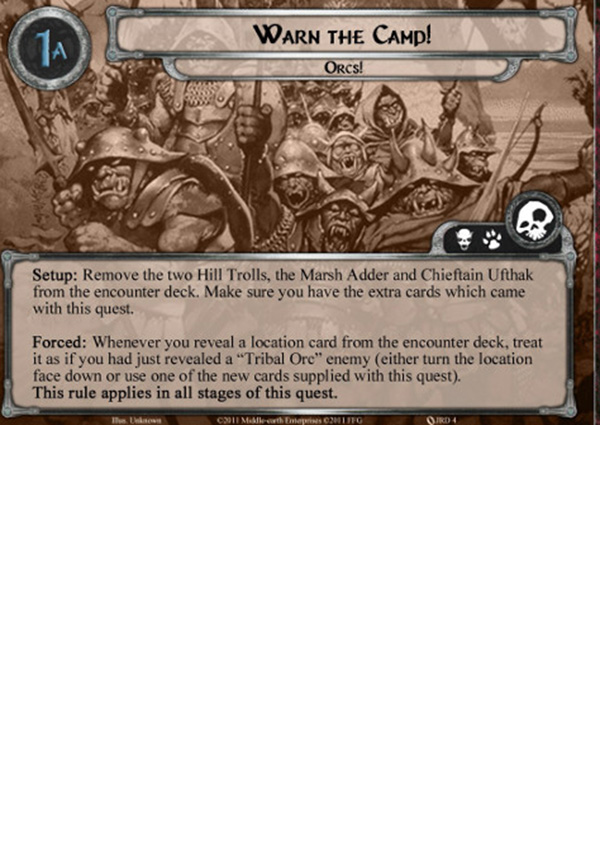 1A
WARN THE CAMP!
ORCS!
Setup: Remove the two Hill Trolls, the Marsh Adder and Chieftain Ufthak
from the encounter deck. Make sure you have the extra cards which came
with this quest.
Forced: Whenever you reveal a location card from the encounter deck, treat
it as if you had just revealed a “Tribal Orc” enemy (either turn the location
face down or use one of the new cards supplied with this quest).
This rule applies in all stages of this quest.
Illus. Unknown ©2011 Middle-earth Enterprises ©2011 FFG JRD 4